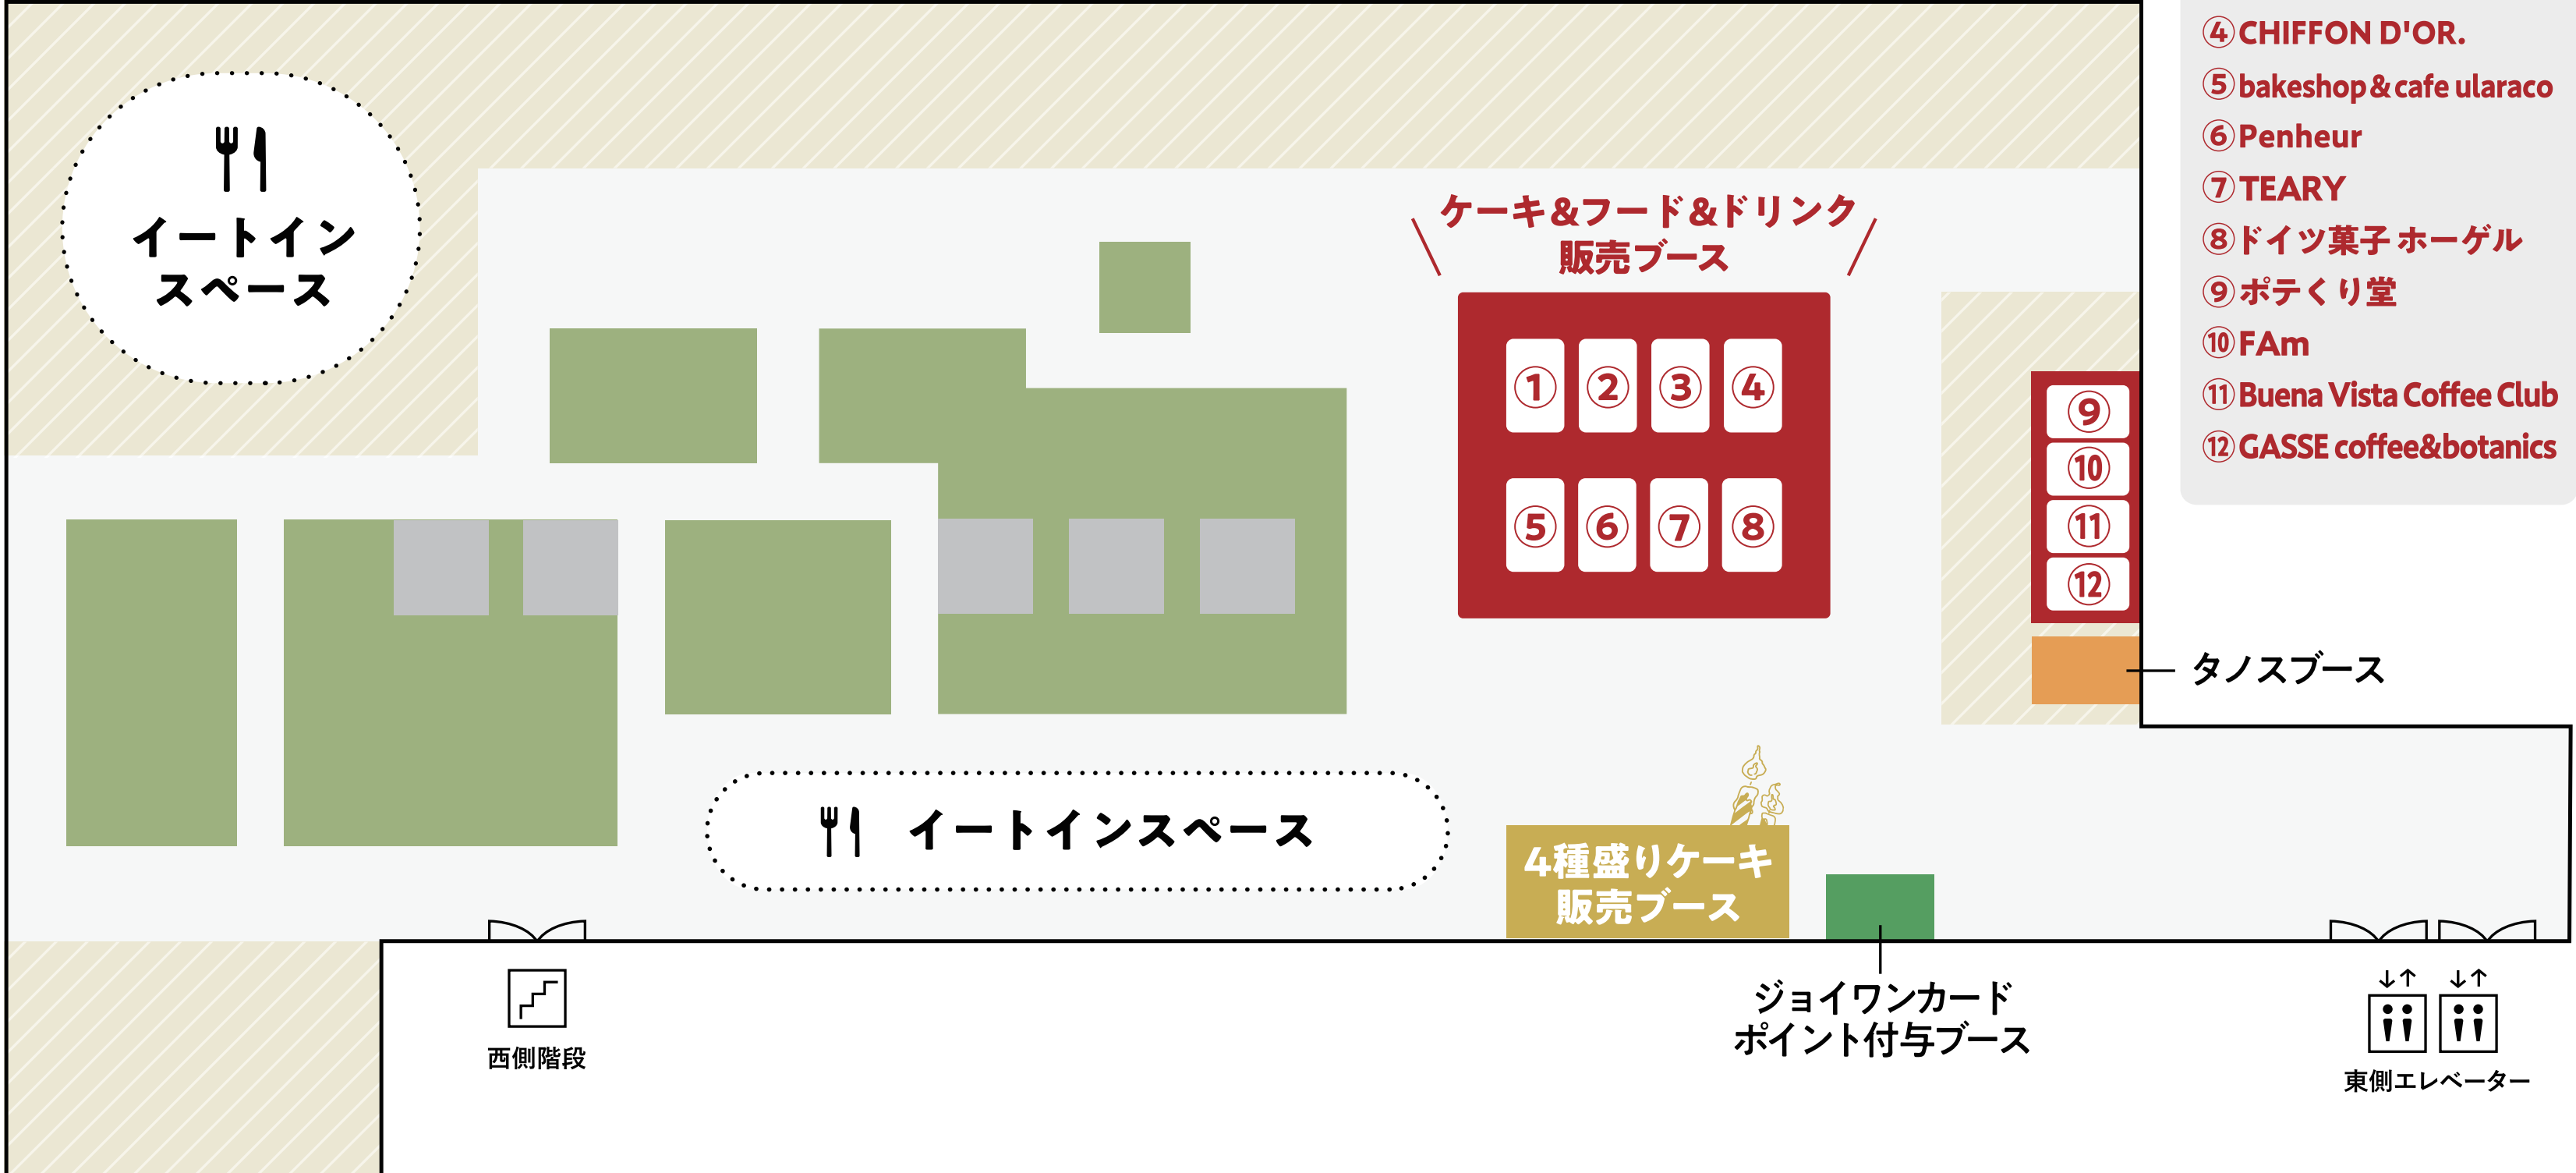 ④CHIFFON D'OR.
⑤bakeshop&cafe ularaco
⑥Penheur
⑦TEARY
⑧ドイツ菓子 ホーゲル
⑨ポテくり堂
⑩FAm
⑪Buena Vista Coffee Club
⑫GASSE coffee&botanics
イートイン
スペース
ケーキ&フード&ドリンク
販売ブース
① ② ③ ④
⑤ ⑥ ⑦ ⑧
⑨
⑩
⑪
⑫
タノスブース
イートインスペース
4種盛りケーキ
販売ブース
ジョイワンカード
ポイント付与ブース
西側階段
東側エレベーター